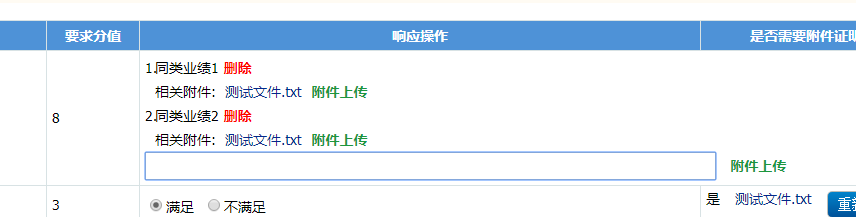 要求分值 响应操作 是否需要附件证明
1.同类业绩1 删除
相关附件：测试文件.txt 附件上传
8
2.同类业绩2 删除
相关附件：测试文件.txt 附件上传
附件上传
3 满足 不满足 是 测试文件.txt 重新